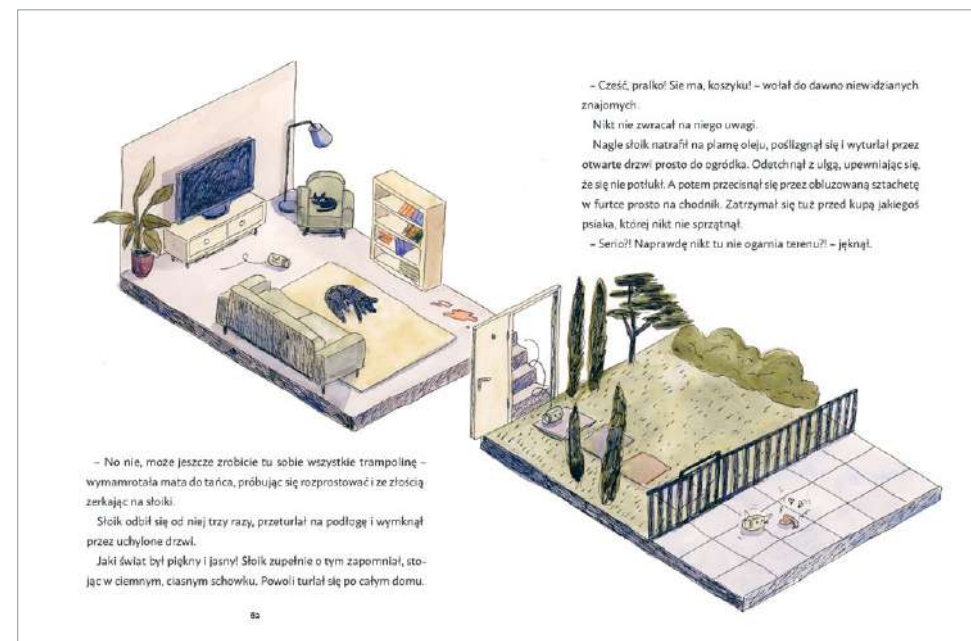 – No nie, może jeszcze zrobicie tu sobie wszystkie trampolinę –
wymamrotała mata do tańca, próbując się rozprostować i ze złością
zerkając na słoiki.
Słoik odbił się od niej trzy razy, przeturlał na podłogę i wymknął
przez uchylone drzwi.
Jaki świat był piękny i jasny! Słoik zupełnie o tym zapomniał, sto-
jąc w ciemnym, ciasnym schowku. Powoli turlał się po całym domu.
62
– Cześć, pralko! Sie ma, koszyku! – wołał do dawno niewidzianych
znajomych.
Nikt nie zwracał na niego uwagi.
Nagle słoik natrafił na plamę oleju, poślizgnął się i wyturlał przez
otwarte drzwi prosto do ogródka. Odetchnął z ulgą, upewniając się,
że się nie potłukł. A potem przecisnął się przez obluzowaną sztachetę
w furtce prosto na chodnik. Zatrzymał się tuż przed kupą jakiegoś
psiaka, której nikt nie sprzątnął.
– Serio?! Naprawdę nikt tu nie ogarnia terenu?! – jęknął.